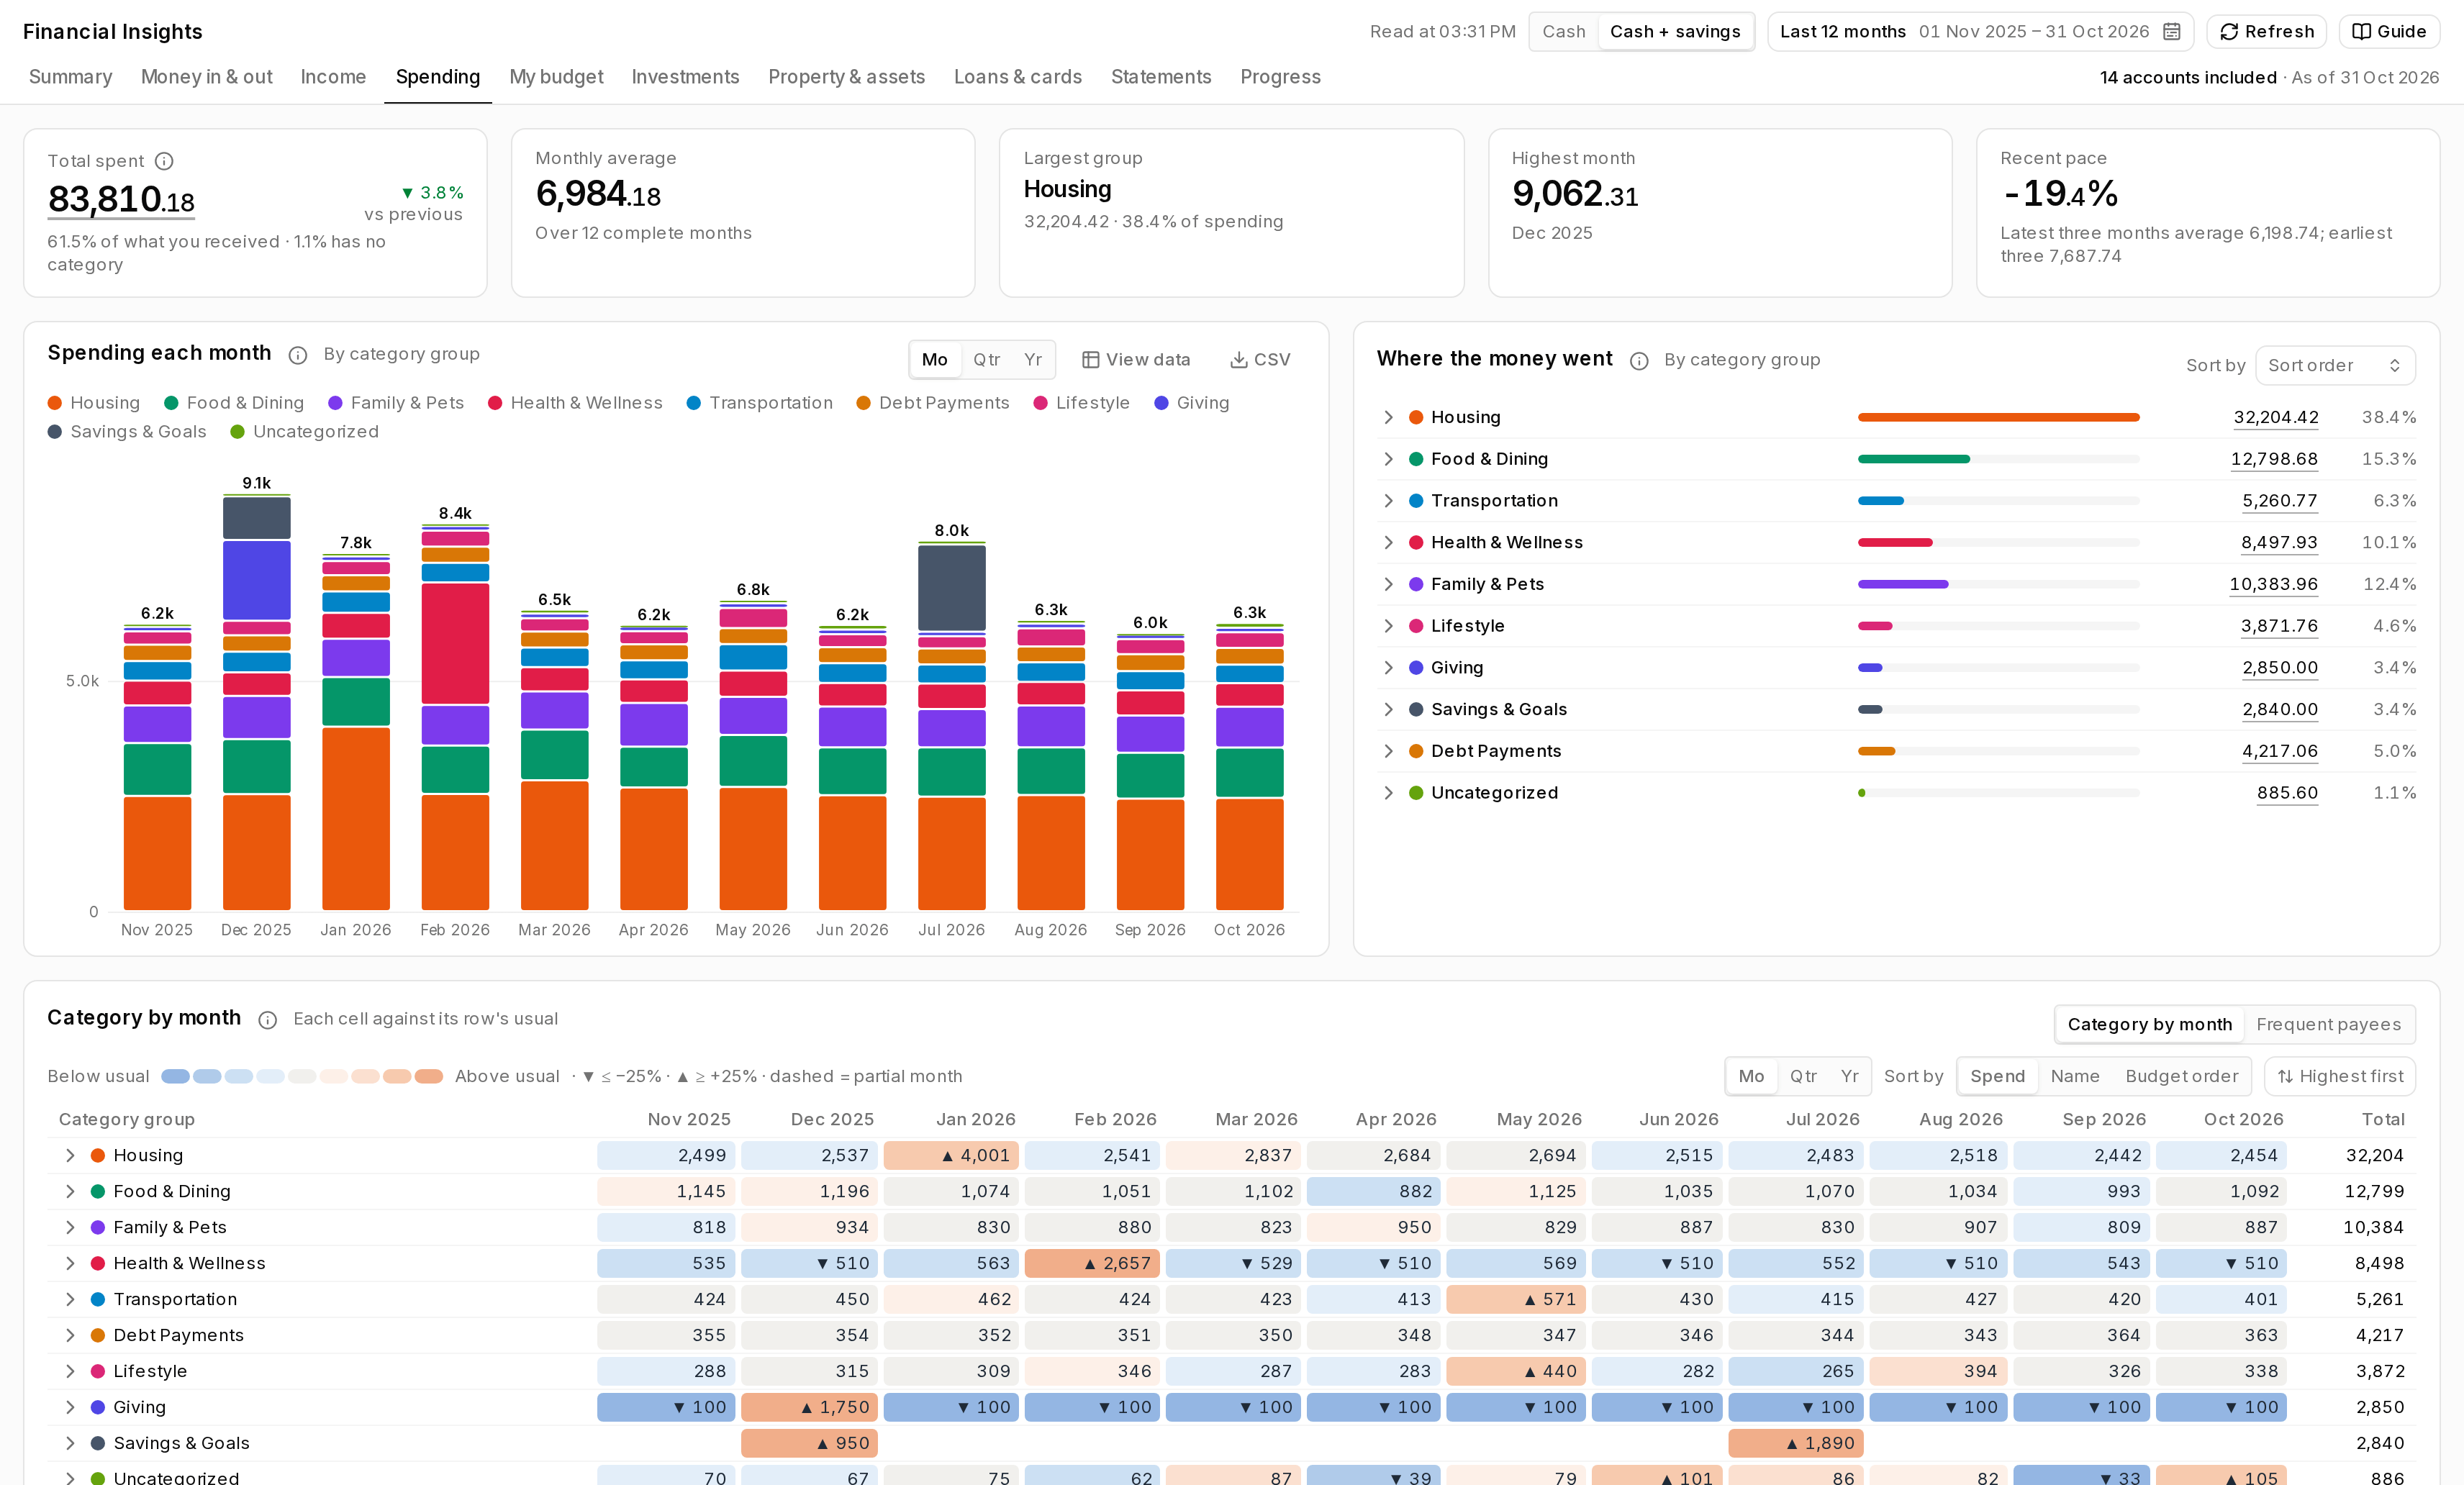 Financial Insights
Read at 03:31 PM
Cash
Cash + savings
Last 12 months 01 Nov 2025 – 31 Oct 2026
Refresh
Guide
Summary
Money in & out
Income
Spending
My budget
Investments
Property & assets
Loans & cards
Statements
Progress
14 accounts included · As of 31 Oct 2026
Total spent
83,810.18
▼ 3.8%
vs previous
61.5% of what you received · 1.1% has no
category
Monthly average
6,984.18
Over 12 complete months
Largest group
Housing
32,204.42 · 38.4% of spending
Highest month
9,062.31
Dec 2025
Recent pace
-19.4%
Latest three months average 6,198.74; earliest
three 7,687.74
Spending each month
By category group
Mo Qtr Yr
View data
CSV
Housing Food & Dining Family & Pets Health & Wellness Transportation Debt Payments Lifestyle Giving
Savings & Goals Uncategorized
6.2k
9.1k
7.8k
8.4k
6.5k
6.2k
6.8k
6.2k
8.0k
6.3k
6.0k
6.3k
5.0k
0
Nov 2025 Dec 2025 Jan 2026 Feb 2026 Mar 2026 Apr 2026 May 2026 Jun 2026 Jul 2026 Aug 2026 Sep 2026 Oct 2026
Where the money went
By category group
Sort by Sort order
Housing 32,204.42 38.4%
Food & Dining 12,798.68 15.3%
Transportation 5,260.77 6.3%
Health & Wellness 8,497.93 10.1%
Family & Pets 10,383.96 12.4%
Lifestyle 3,871.76 4.6%
Giving 2,850.00 3.4%
Savings & Goals 2,840.00 3.4%
Debt Payments 4,217.06 5.0%
Uncategorized 885.60 1.1%
Category by month
Each cell against its row's usual
Category by month Frequent payees
Below usual Above usual · ▼ ≤ −25% · ▲ ≥ +25% · dashed = partial month
Mo Qtr Yr Sort by Spend Name Budget order Highest first
Category group Nov 2025 Dec 2025 Jan 2026 Feb 2026 Mar 2026 Apr 2026 May 2026 Jun 2026 Jul 2026 Aug 2026 Sep 2026 Oct 2026 Total
Housing 2,499 2,537 ▲ 4,001 2,541 2,837 2,684 2,694 2,515 2,483 2,518 2,442 2,454 32,204
Food & Dining 1,145 1,196 1,074 1,051 1,102 882 1,125 1,035 1,070 1,034 993 1,092 12,799
Family & Pets 818 934 830 880 823 950 829 887 830 907 809 887 10,384
Health & Wellness 535 ▼ 510 563 ▲ 2,657 ▼ 529 ▼ 510 569 ▼ 510 552 ▼ 510 543 ▼ 510 8,498
Transportation 424 450 462 424 423 413 ▲ 571 430 415 427 420 401 5,261
Debt Payments 355 354 352 351 350 348 347 346 344 343 364 363 4,217
Lifestyle 288 315 309 346 287 283 ▲ 440 282 265 394 326 338 3,872
Giving ▼ 100 ▲ 1,750 ▼ 100 ▼ 100 ▼ 100 ▼ 100 ▼ 100 ▼ 100 ▼ 100 ▼ 100 ▼ 100 ▼ 100 2,850
Savings & Goals ▲ 950 ▲ 1,890 2,840
Uncategorized 70 67 75 62 87 ▼ 39 79 ▲ 101 86 82 ▼ 33 ▲ 105 886